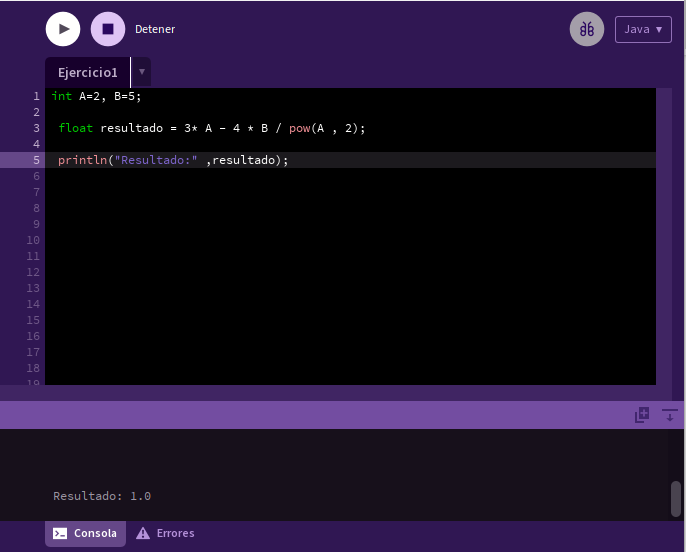 Detener
Java ▾
Ejercicio1 ▾
1 int A=2, B=5;
2
3 float resultado = 3* A - 4 * B / pow(A , 2);
4
5 println("Resultado:" ,resultado);
6
7
8
9
10
11
12
13
14
15
16
17
18
19
Resultado: 1.0
Consola
Errores